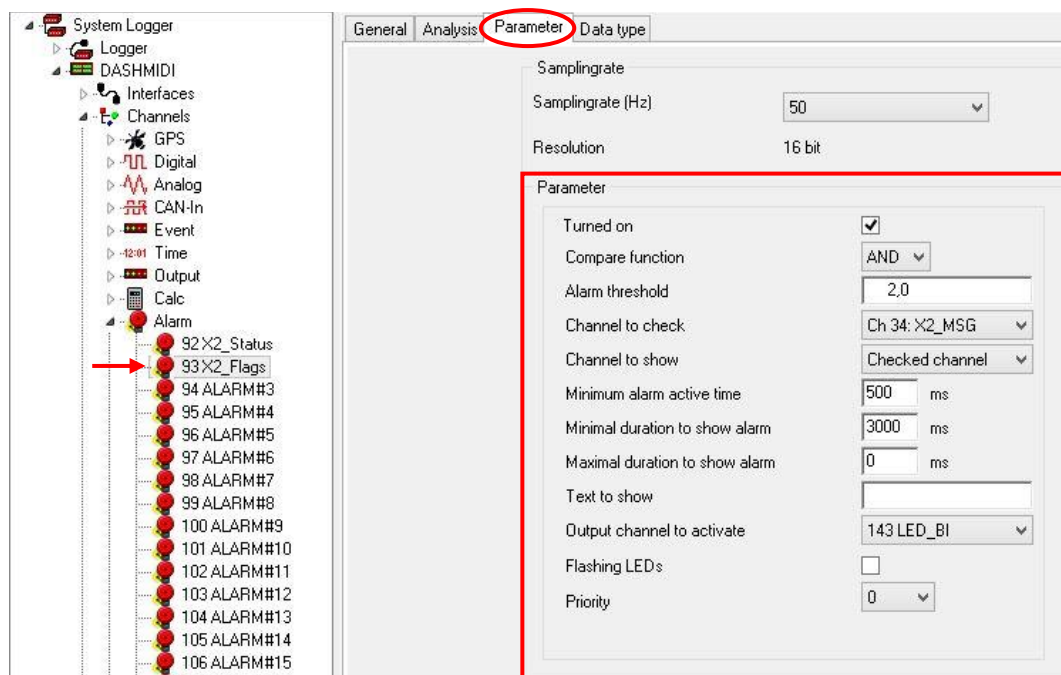 System Logger
Logger
DASHMIDI
Interfaces
Channels
GPS
Digital
Analog
CAN-In
Event
12:01 Time
Output
Calc
Alarm
92 X2_Status
93 X2_Flags
94 ALARM#3
95 ALARM#4
96 ALARM#5
97 ALARM#6
98 ALARM#7
99 ALARM#8
100 ALARM#9
101 ALARM#10
102 ALARM#11
103 ALARM#12
104 ALARM#13
105 ALARM#14
106 ALARM#15
General Analysis Parameter Data type
Samplingrate
Samplingrate (Hz) 50
Resolution 16 bit
Parameter
Turned on
Compare function AND
Alarm threshold 2,0
Channel to check Ch 34: X2_MSG
Channel to show Checked channel
Minimum alarm active time 500 ms
Minimal duration to show alarm 3000 ms
Maximal duration to show alarm 0 ms
Text to show
Output channel to activate 143 LED_BI
Flashing LEDs
Priority 0